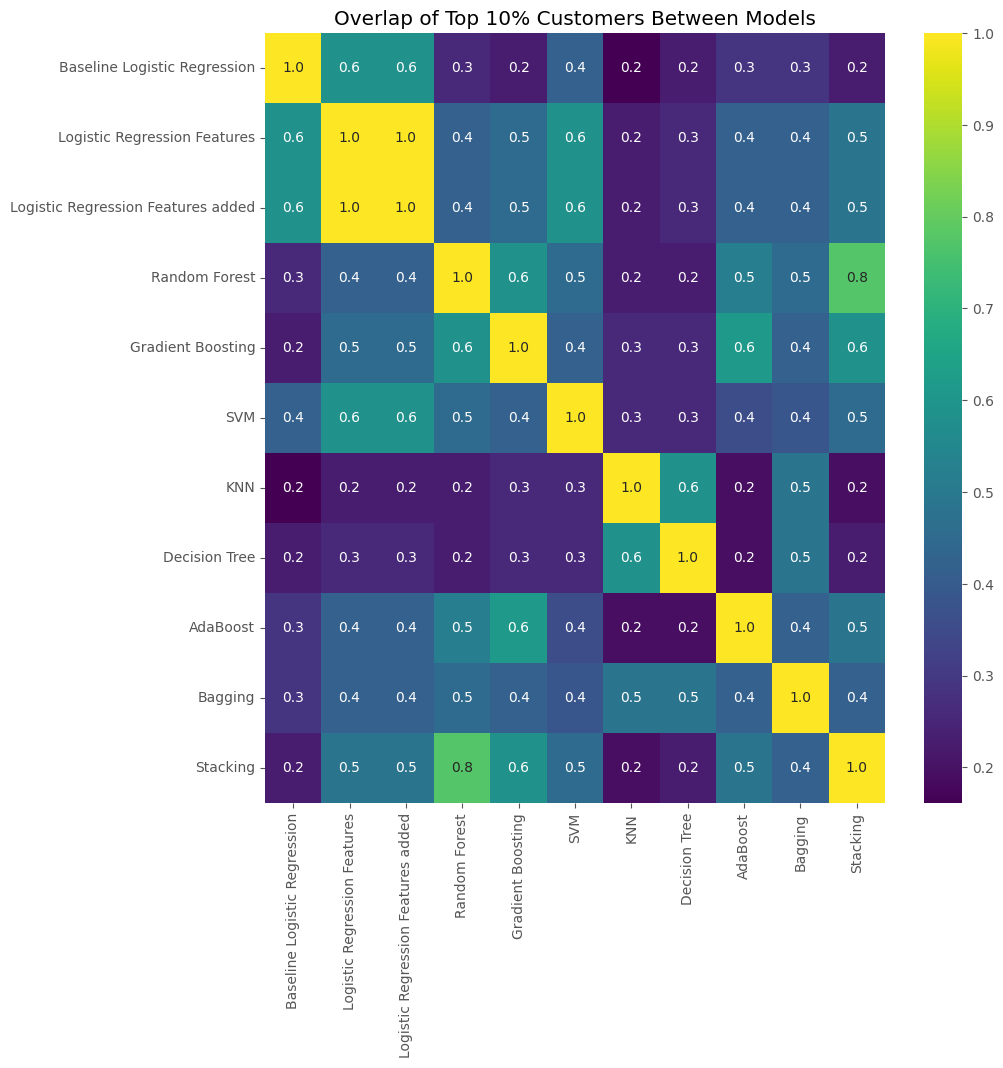 Overlap of Top 10% Customers Between Models
Baseline Logistic Regression 1.0 0.6 0.6 0.3 0.2 0.4 0.2 0.2 0.3 0.3 0.2
Logistic Regression Features 0.6 1.0 1.0 0.4 0.5 0.6 0.2 0.3 0.4 0.4 0.5
Logistic Regression Features added 0.6 1.0 1.0 0.4 0.5 0.6 0.2 0.3 0.4 0.4 0.5
Random Forest 0.3 0.4 0.4 1.0 0.6 0.5 0.2 0.2 0.5 0.5 0.8
Gradient Boosting 0.2 0.5 0.5 0.6 1.0 0.4 0.3 0.3 0.6 0.4 0.6
SVM 0.4 0.6 0.6 0.5 0.4 1.0 0.3 0.3 0.4 0.4 0.5
KNN 0.2 0.2 0.2 0.2 0.3 0.3 1.0 0.6 0.2 0.5 0.2
Decision Tree 0.2 0.3 0.3 0.2 0.3 0.3 0.6 1.0 0.2 0.5 0.2
AdaBoost 0.3 0.4 0.4 0.5 0.6 0.4 0.2 0.2 1.0 0.4 0.5
Bagging 0.3 0.4 0.4 0.5 0.4 0.4 0.5 0.5 0.4 1.0 0.4
Stacking 0.2 0.5 0.5 0.8 0.6 0.5 0.2 0.2 0.5 0.4 1.0
Baseline Logistic Regression
Logistic Regression Features
Logistic Regression Features added
Random Forest
Gradient Boosting
SVM
KNN
Decision Tree
AdaBoost
Bagging
Stacking
1.0
0.9
0.8
0.7
0.6
0.5
0.4
0.3
0.2